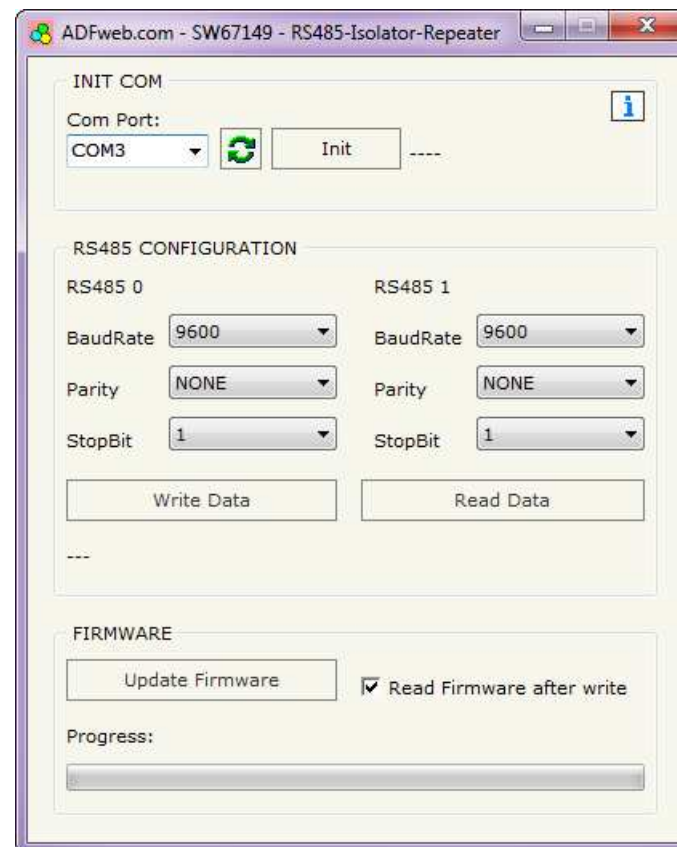 ADFweb.com - SW67149 - RS485-Isolator-Repeater
INIT COM
Com Port:
COM3
Init
----
RS485 CONFIGURATION
RS485 0
RS485 1
BaudRate 9600
BaudRate 9600
Parity NONE
Parity NONE
StopBit 1
StopBit 1
Write Data
Read Data
---
FIRMWARE
Update Firmware
Read Firmware after write
Progress: